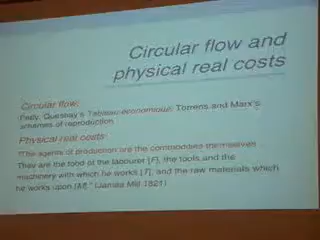 Circular flow and
physical real costs
Circular flow:
Petty, Quesnay's Tableau économique, Torrens and Marx's
schemes of reproduction
Physical real costs:
"The agents of production are the commodities themselves
They are the food of the labourer [F], the tools and the
machinery with which he works [T], and the raw materials which
he works upon [M]." (James Mill 1821)